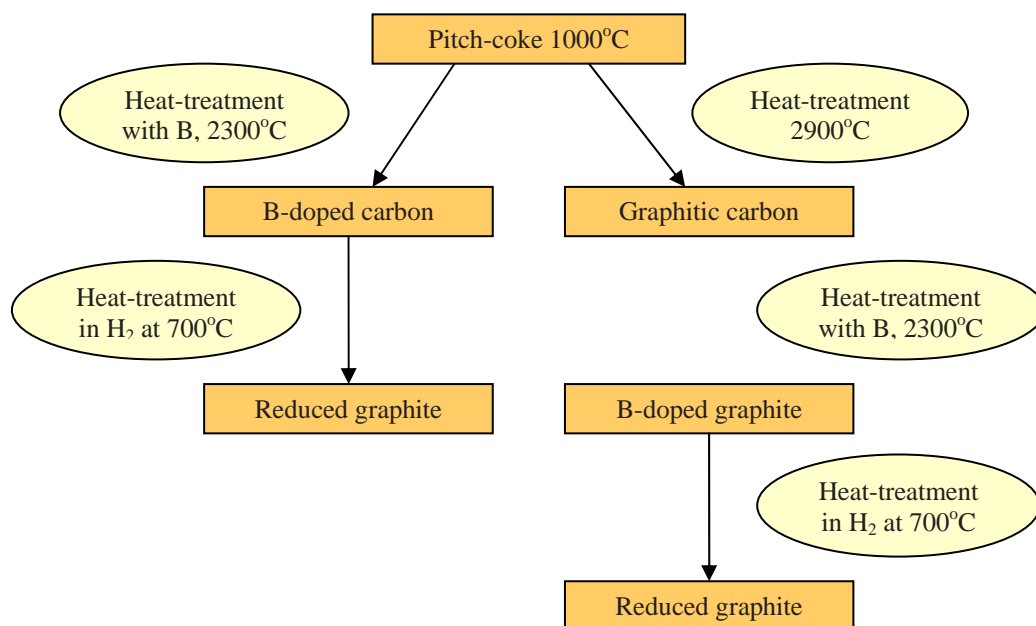 Pitch-coke 1000°C
Heat-treatment
with B, 2300°C
Heat-treatment
2900°C
B-doped carbon
Graphitic carbon
Heat-treatment
in H₂ at 700°C
Heat-treatment
with B, 2300°C
Reduced graphite
B-doped graphite
Heat-treatment
in H₂ at 700°C
Reduced graphite